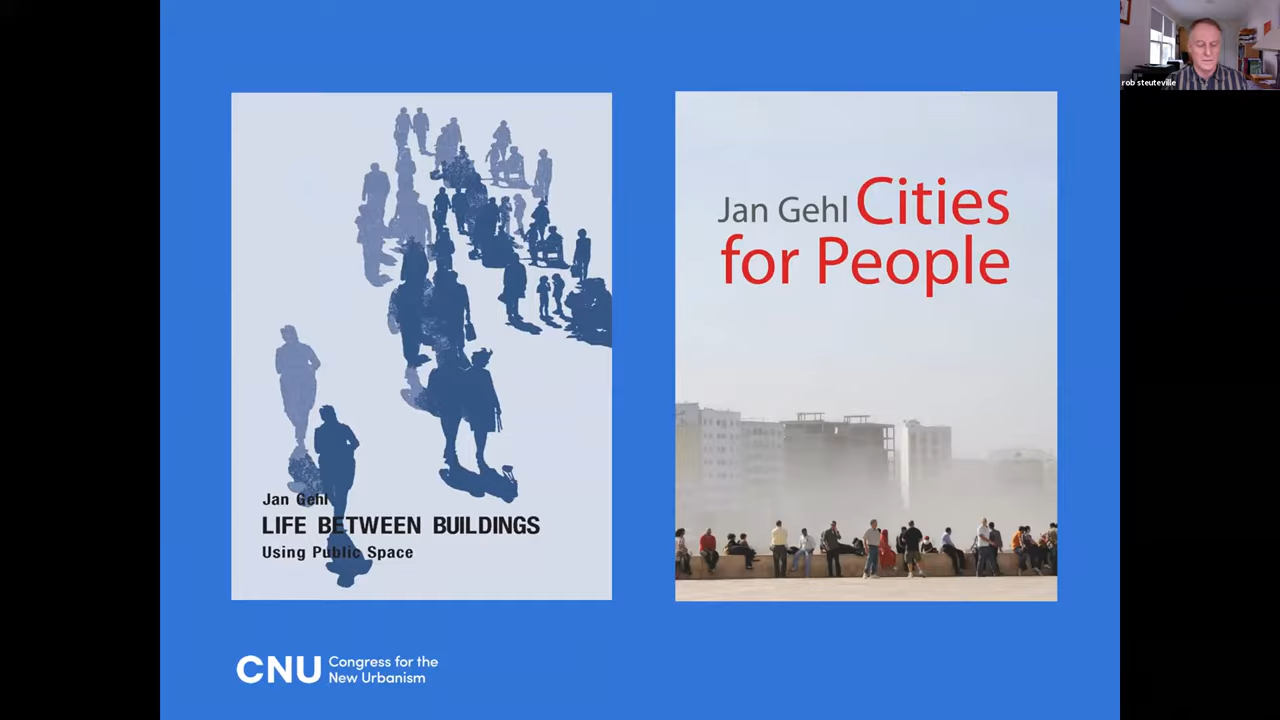 Jan Gehl
LIFE BETWEEN BUILDINGS
Using Public Space
Jan Gehl Cities
for People
CNU Congress for the
New Urbanism
rob steuteville